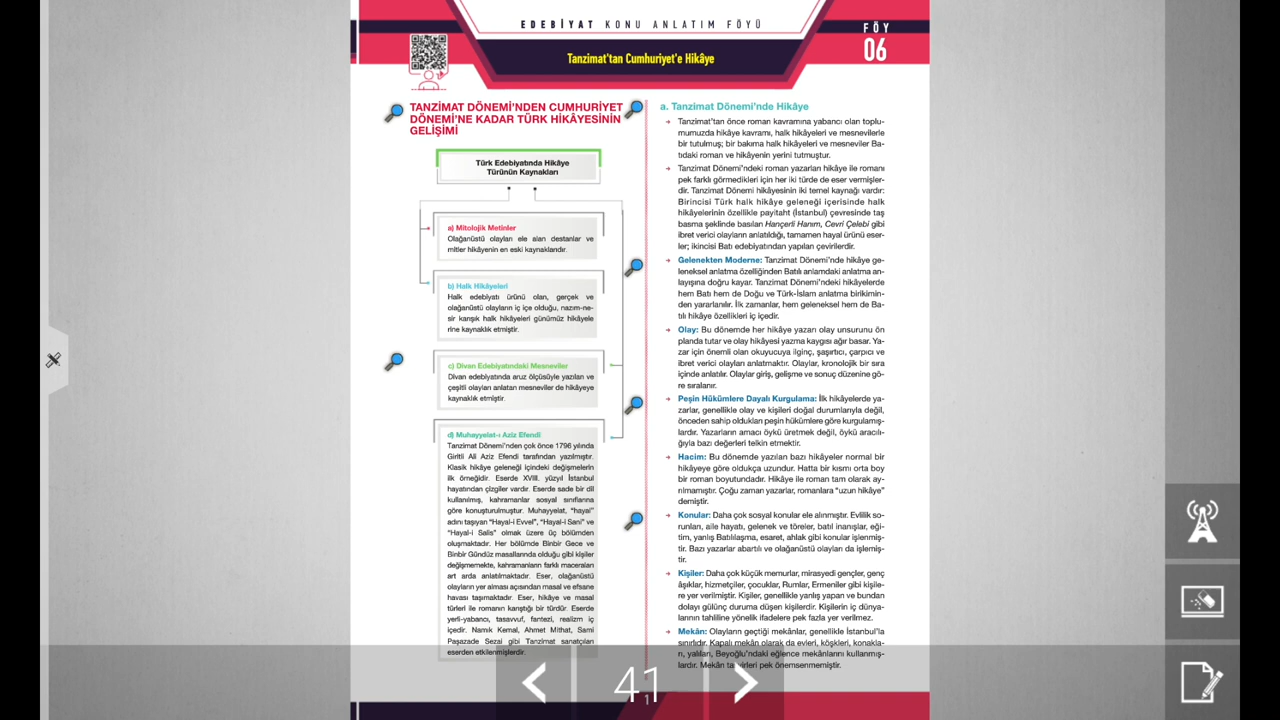 EDEBİYAT KONU ANLATIM FÖYÜ
FÖY
06
Tanzimat'tan Cumhuriyet'e Hikâye
TANZİMAT DÖNEMİ'NDEN CUMHURİYET
DÖNEMİ'NE KADAR TÜRK HİKÂYESİNİN
GELİŞİMİ
Türk Edebiyatında Hikâye
Türünün Kaynakları
a) Mitolojik Metinler
Olağanüstü olayları ele alan destanlar ve
mitler hikâyenin en eski kaynaklarıdır.
b) Halk Hikâyeleri
Halk edebiyatı ürünü olan, gerçek ve
olağanüstü olayların iç içe olduğu, nazım-ne-
sir karışık halk hikâyeleri günümüz hikâyele
rine kaynaklık etmiştir.
c) Divan Edebiyatındaki Mesneviler
Divan edebiyatında aruz ölçüsüyle yazılan ve
çeşitli olayları anlatan mesneviler de hikâyeye
kaynaklık etmiştir.
d) Muhayyelat-ı Aziz Efendi
Tanzimat Dönemi'nden çok önce 1796 yılında
Giritli Ali Aziz Efendi tarafından yazılmıştır.
Klasik hikâye geleneği içindeki değişmelerin
ilk örneğidir. Eserde XVIII. yüzyıl İstanbul
hayatından çizgiler vardır. Eserde sade bir dil
kullanılmış, kahramanlar sosyal sınıflarına
göre konuşturulmuştur. Muhayyelat, "hayal"
adını taşıyan "Hayal-i Evvel", "Hayal-i Sani" ve
"Hayal-i Salis" olmak üzere üç bölümden
oluşmaktadır. Her bölümde Binbir Gece ve
Binbir Gündüz masallarında olduğu gibi kişiler
değişmemekte, kahramanların farklı maceraları
art arda anlatılmaktadır. Eser, olağanüstü
olayların yer alması açısından masal ve efsane
havası taşımaktadır. Eser, hikâye ve masal
türleri ile romanın karıştığı bir türdür. Eserde
yerli-yabancı, tasavvuf, fantezi, realizm iç
içedir. Namık Kemal, Ahmet Mithat, Sami
Paşazade Sezai gibi Tanzimat sanatçıları
eserden etkilenmişlerdir.
a. Tanzimat Dönemi'nde Hikâye
Tanzimat'tan önce roman kavramına yabancı olan toplu-
mumuzda hikâye kavramı, halk hikâyeleri ve mesnevilerle
bir tutulmuş; bir bakıma halk hikâyeleri ve mesneviler Ba-
tıdaki roman ve hikâyenin yerini tutmuştur.
Tanzimat Dönemi'ndeki roman yazarları hikâye ile romanı
pek farklı görmedikleri için her iki türde de eser vermişler-
dir. Tanzimat Dönemi hikâyesinin iki temel kaynağı vardır:
Birincisi Türk halk hikâye geleneği içerisinde halk
hikâyelerinin özellikle payitaht (İstanbul) çevresinde taş
basma şeklinde basılan Hançerli Hanım, Cevri Çelebi gibi
ibret verici olayların anlatıldığı, tamamen hayal ürünü eser-
ler; ikincisi Batı edebiyatından yapılan çevirilerdir.
Gelenekten Moderne: Tanzimat Dönemi'nde hikâye ge-
leneksel anlatma özelliğinden Batılı anlamdaki anlatma an-
layışına doğru kayar. Tanzimat Dönemi'ndeki hikâyelerde
hem Batı hem de Doğu ve Türk-İslam anlatma birikimin-
den yararlanılır. İlk zamanlar, hem geleneksel hem de Ba-
tılı hikâye özellikleri iç içedir.
Olay: Bu dönemde her hikâye yazarı olay unsurunu ön
planda tutar ve olay hikâyesi yazma kaygısı ağır basar. Ya-
zar için önemli olan okuyucuya ilginç, şaşırtıcı, çarpıcı ve
ibret verici olayları anlatmaktır. Olaylar, kronolojik bir sıra
içinde anlatılır. Olaylar giriş, gelişme ve sonuç düzenine gö-
re sıralanır.
Peşin Hükümlere Dayalı Kurgulama: İlk hikâyelerde ya-
zarlar, genellikle olay ve kişileri doğal durumlarıyla değil,
önceden sahip oldukları peşin hükümlere göre kurgulamış-
lardır. Yazarların amacı öykü üretmek değil, öykü aracılı-
ğıyla bazı değerleri telkin etmektir.
Hacim: Bu dönemde yazılan bazı hikâyeler normal bir
hikâyeye göre oldukça uzundur. Hatta bir kısmı orta boy
bir roman boyutundadır. Hikâye ile roman tam olarak ay-
rılmamıştır. Çoğu zaman yazarlar, romanlara "uzun hikâye"
demiştir.
Konular: Daha çok sosyal konular ele alınmıştır. Evlilik so-
runları, aile hayatı, gelenek ve töreler, batıl inanışlar, eği-
tim, yanlış Batılılaşma, esaret, ahlak gibi konular işlenmiş-
tir. Bazı yazarlar abartılı ve olağanüstü olayları da işlemiş-
tir.
Kişiler: Daha çok küçük memurlar, mirasyedi gençler, genç
âşıklar, hizmetçiler, çocuklar, Rumlar, Ermeniler gibi kişile-
re yer verilmiştir. Kişiler, genellikle yanlış yapan ve bundan
dolayı gülünç duruma düşen kişilerdir. Kişilerin iç dünya-
larının tahliline yönelik ifadelere pek fazla yer verilmez.
Mekân: Olayların geçtiği mekânlar, genellikle İstanbul'la
sınırlıdır. Kapalı mekân olarak da evleri, köşkleri, konakla-
rı, yalıları, Beyoğlu'ndaki eğlence mekânlarını kullanmış-
lardır. Mekân tasvirleri pek önemsenmemiştir.
41
1